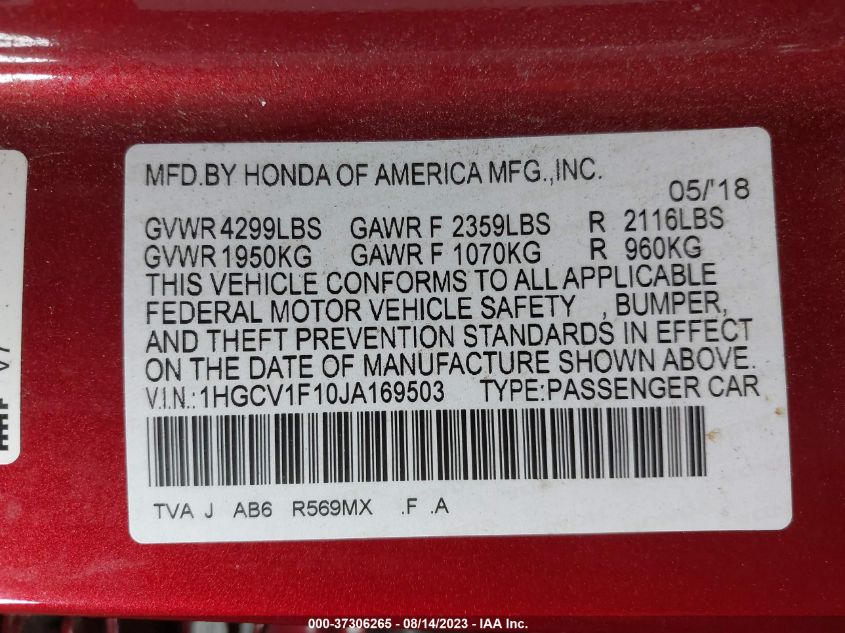 MFD.BY HONDA OF AMERICA MFG.,INC.
05/'18
GVWR 4299LBS GAWR F 2359LBS R 2116LBS
GVWR 1950KG GAWR F 1070KG R 960KG
THIS VEHICLE CONFORMS TO ALL APPLICABLE
FEDERAL MOTOR VEHICLE SAFETY , BUMPER,
AND THEFT PREVENTION STANDARDS IN EFFECT
ON THE DATE OF MANUFACTURE SHOWN ABOVE.
V.I.N.:1HGCV1F10JA169503 TYPE:PASSENGER CAR
TVA J AB6 R569MX .F .A
000-37306265 - 08/14/2023 - IAA Inc.